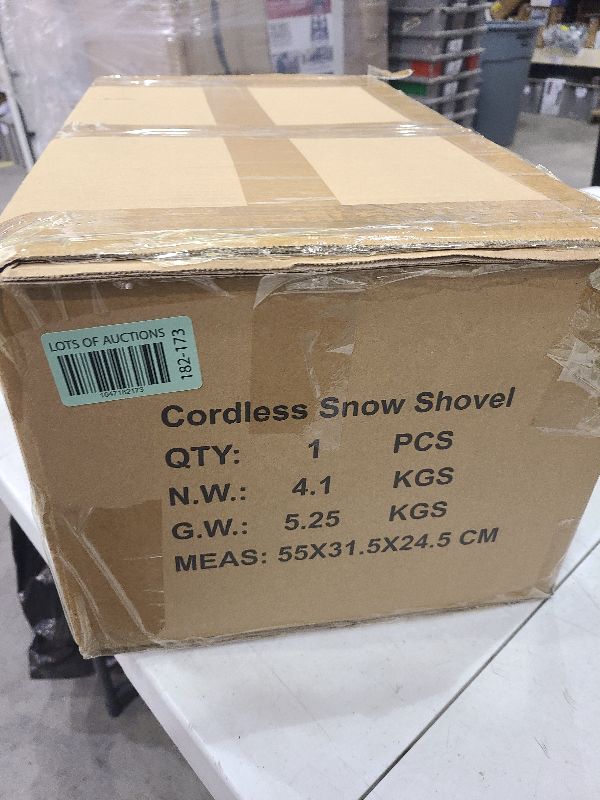 LOTS OF AUCTIONS
182-173
1647182173
Cordless Snow Shovel
QTY: 1 PCS
N.W.: 4.1 KGS
G.W.: 5.25 KGS
MEAS: 55X31.5X24.5 CM